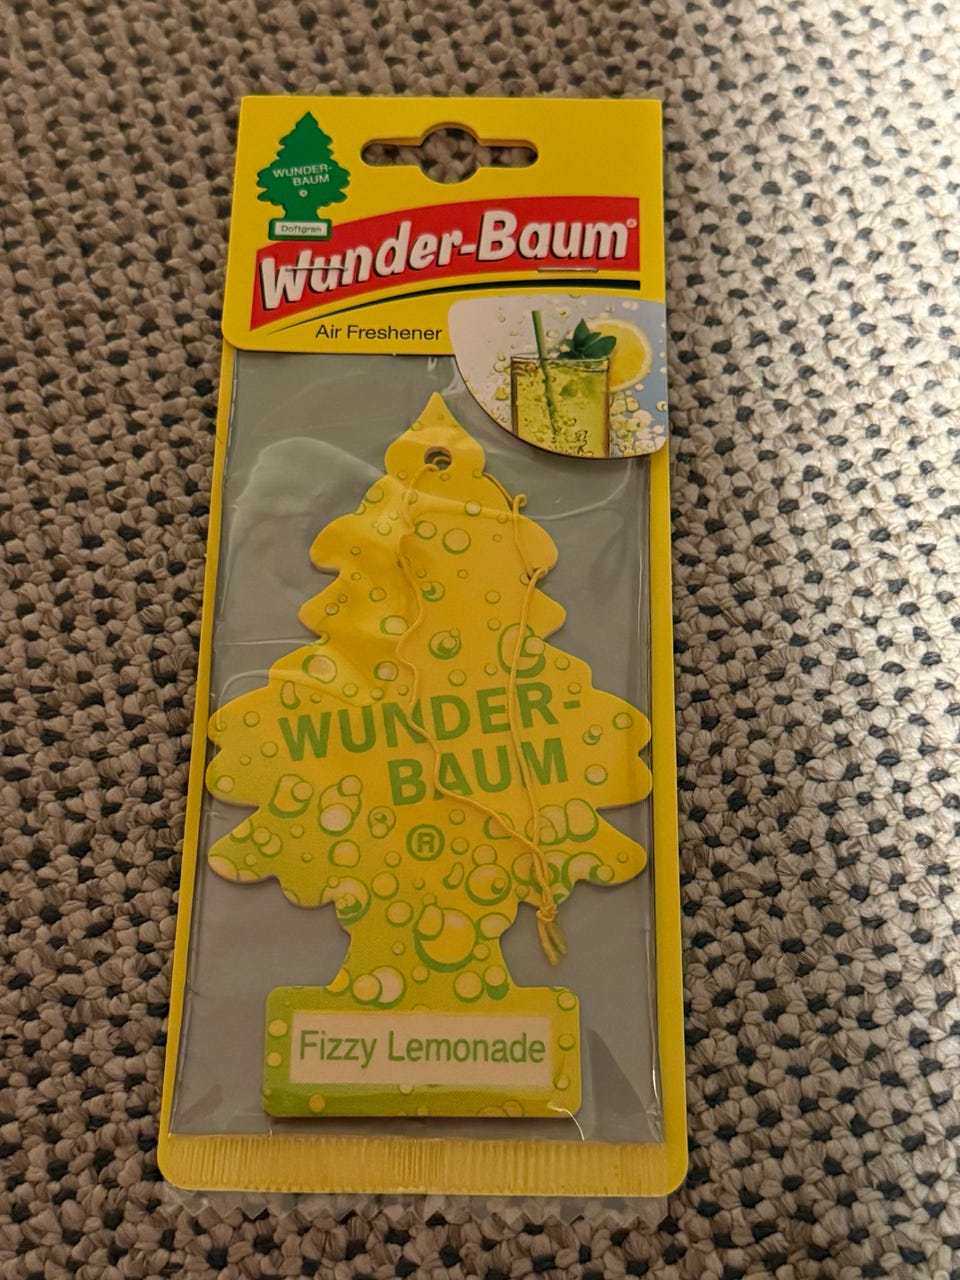 WUNDER-
BAUM
®
Doftgran
Wunder-Baum®
Air Freshener
WUNDER-
BAUM
®
Fizzy Lemonade